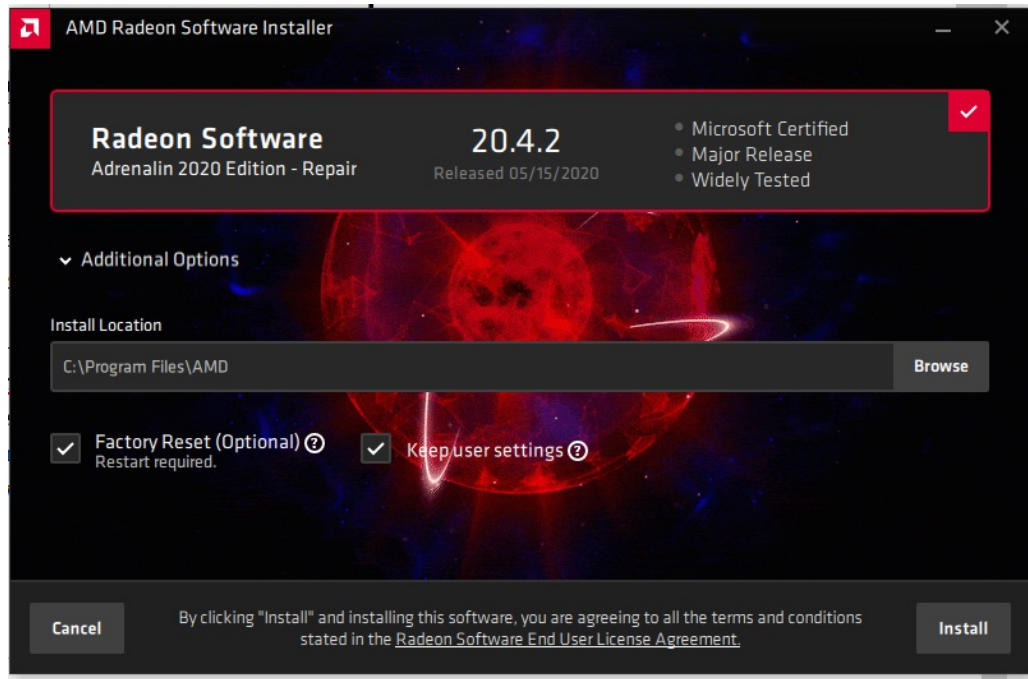 AMD Radeon Software Installer
Radeon Software
Adrenalin 2020 Edition - Repair
20.4.2
Released 05/15/2020
Microsoft Certified
Major Release
Widely Tested
Additional Options
Install Location
C:\Program Files\AMD
Browse
Factory Reset (Optional)
Restart required.
Keep user settings
Cancel
By clicking "Install" and installing this software, you are agreeing to all the terms and conditions
stated in the Radeon Software End User License Agreement.
Install